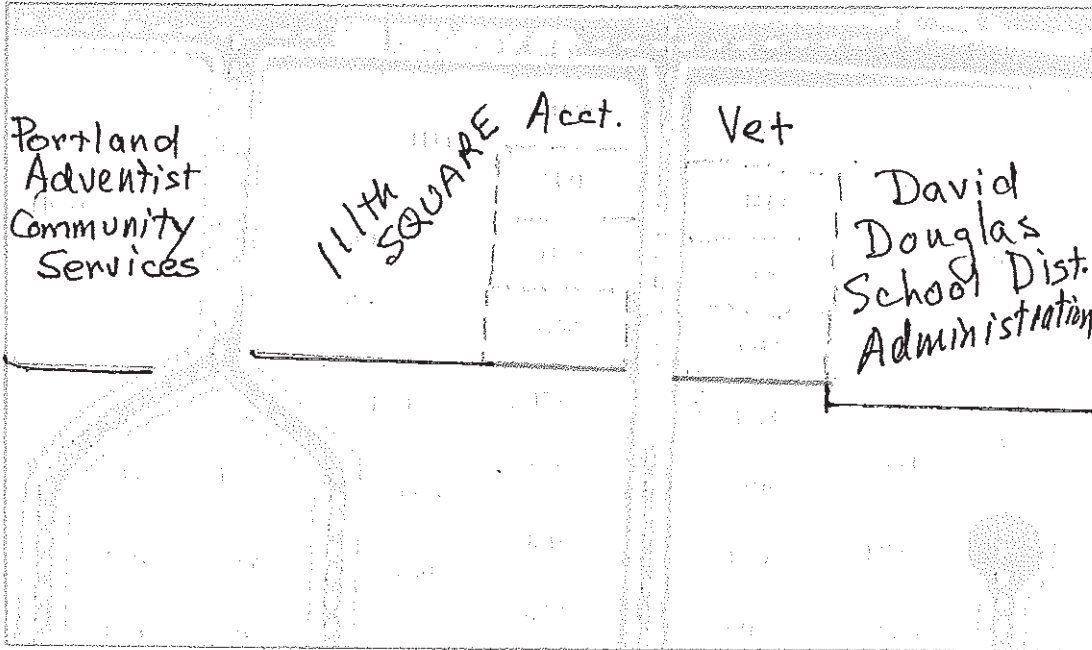 Portland
Adventist
Community
Services
111th
SQUARE
Acct.
Vet
David
Douglas
School Dist.
Administration